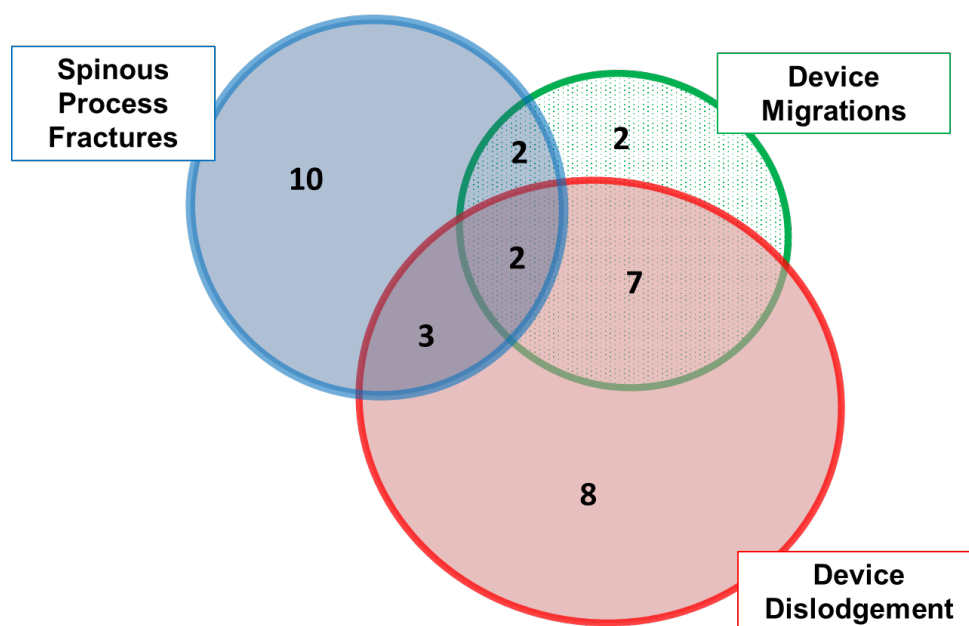 Spinous
Process
Fractures
Device
Migrations
2
2
10
2
7
3
8
Device
Dislodgement